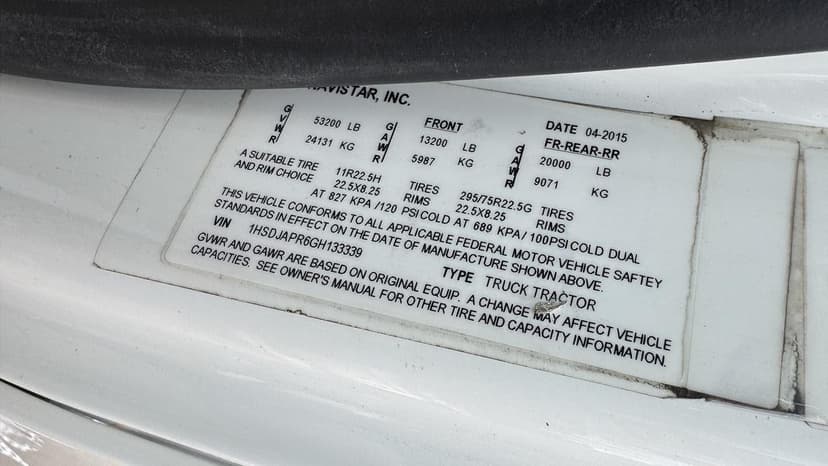 NAVISTAR, INC.
DATE 04-2015
GVWR 53200 LB GAWR FRONT 13200 LB GAWR FR-REAR-RR 20000 LB
24131 KG 5987 KG 9071 KG
A SUITABLE TIRE 11R22.5H TIRES 295/75R22.5G TIRES
AND RIM CHOICE 22.5X8.25 RIMS 22.5X8.25 RIMS
AT 827 KPA/120 PSI COLD AT 689 KPA/100PSI COLD DUAL
THIS VEHICLE CONFORMS TO ALL APPLICABLE FEDERAL MOTOR VEHICLE SAFTEY
STANDARDS IN EFFECT ON THE DATE OF MANUFACTURE SHOWN ABOVE.
VIN 1HSDJAPR6GH133339 TYPE TRUCK TRACTOR
GVWR AND GAWR ARE BASED ON ORIGINAL EQUIP. A CHANGE MAY AFFECT VEHICLE
CAPACITIES. SEE OWNER'S MANUAL FOR OTHER TIRE AND CAPACITY INFORMATION.